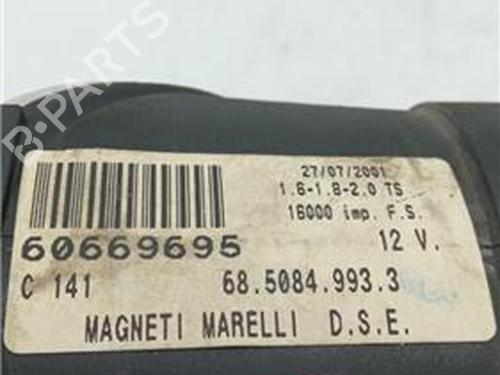 27/07/2001
1.6-1.8-2.0 TS
16000 imp. F.S.
60669695
12 V.
C 141
68.5084.993.3
MAGNETI MARELLI D.S.E.
B-PARTS